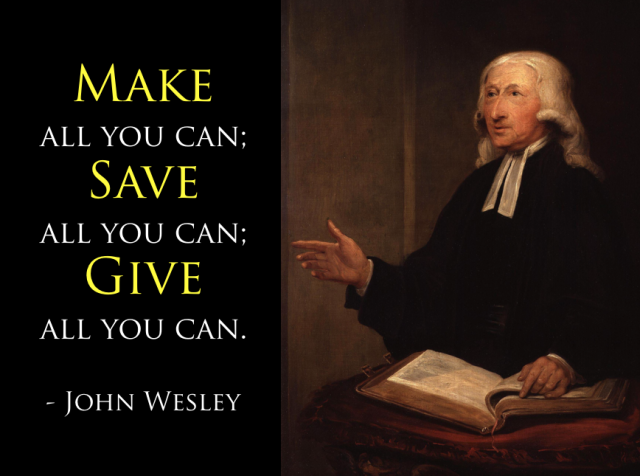 MAKE
ALL YOU CAN;
SAVE
ALL YOU CAN;
GIVE
ALL YOU CAN.
- JOHN WESLEY